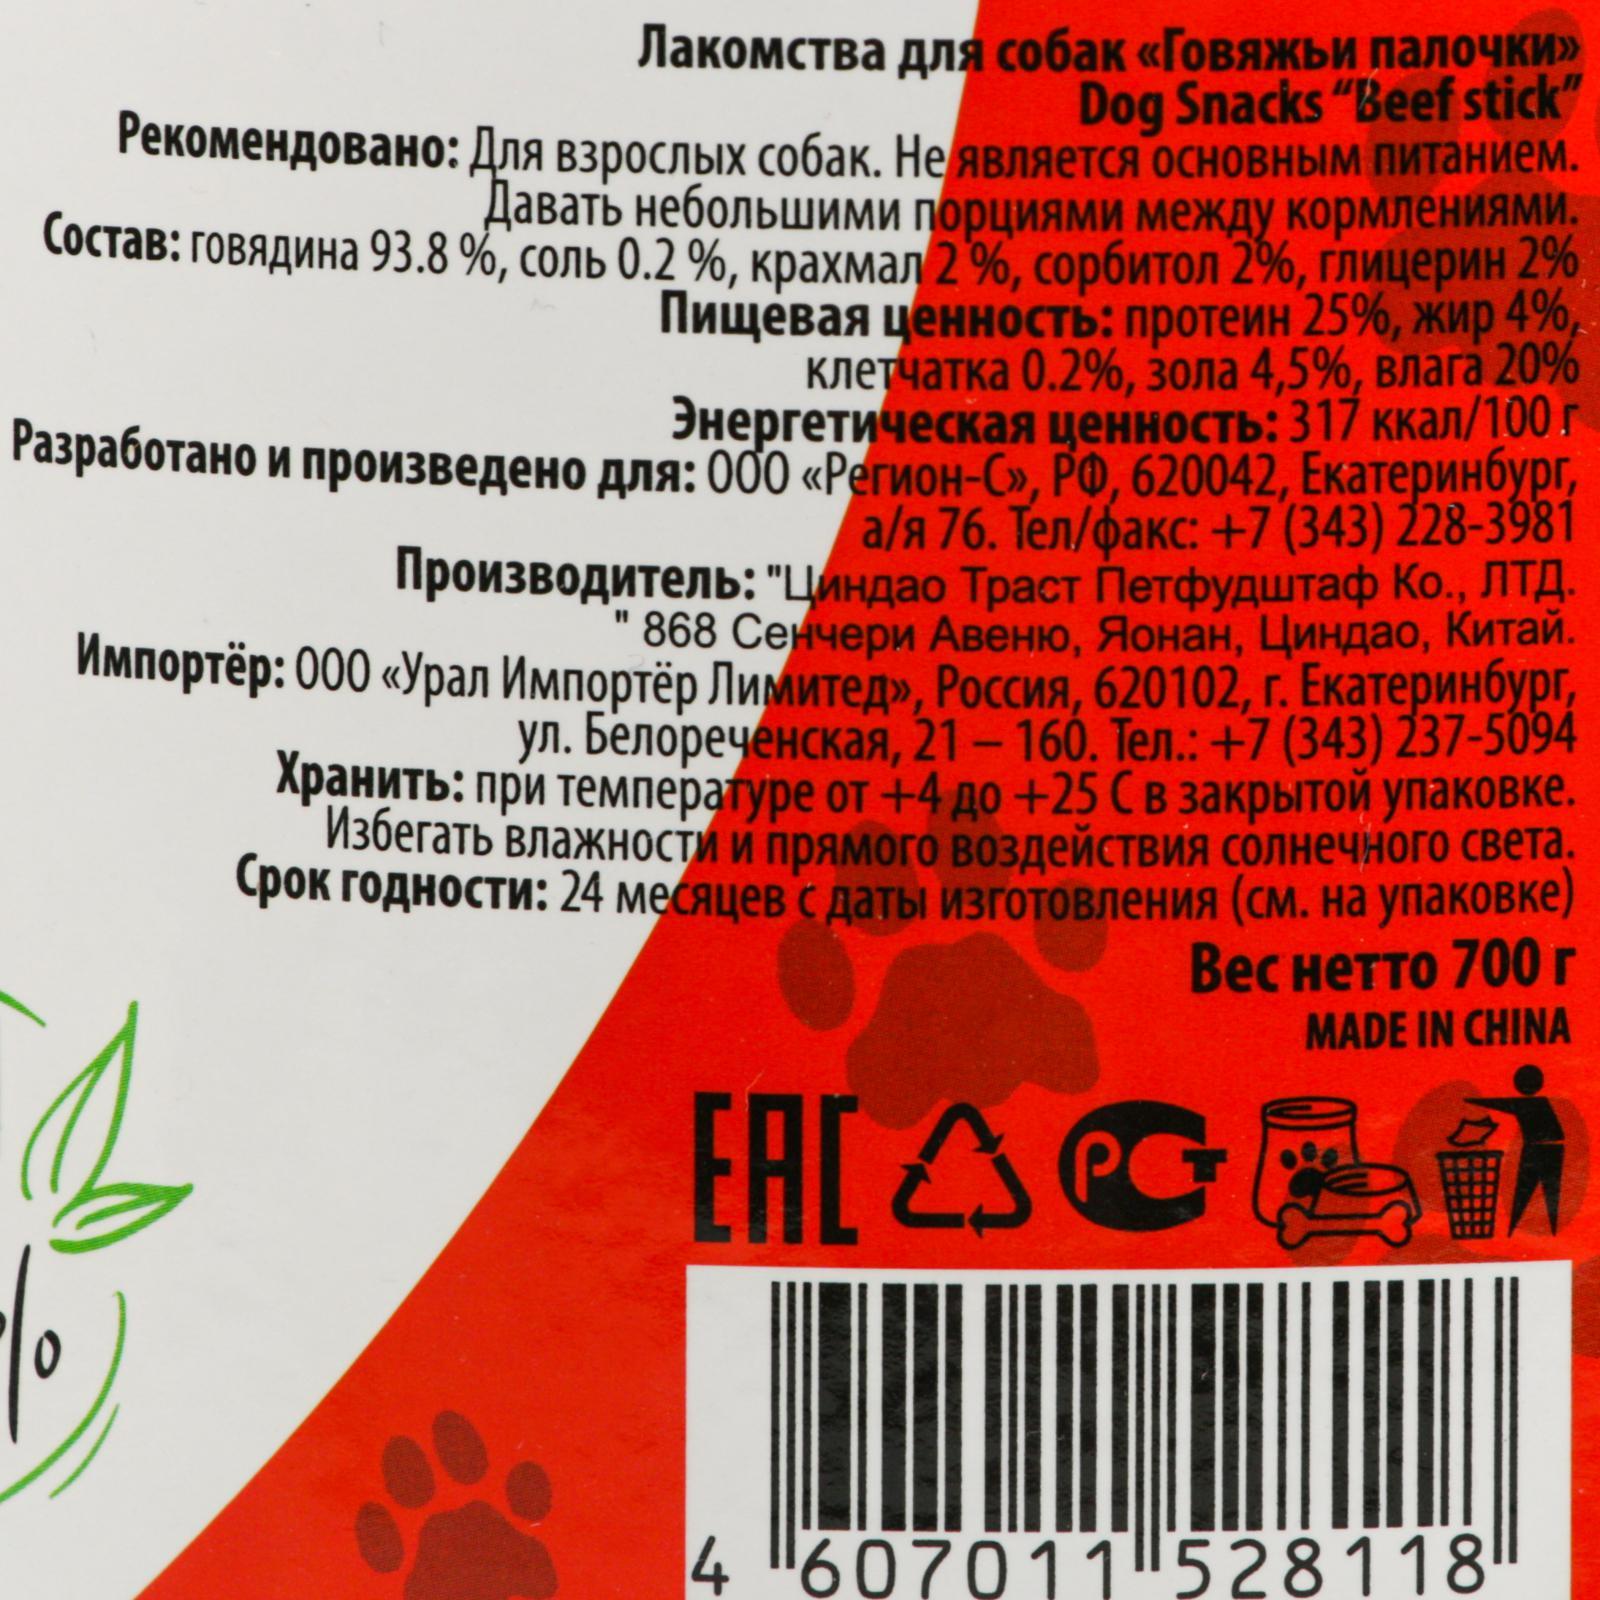 Лакомства для собак «Говяжьи палочки»
Dog Snacks “Beef stick”
Рекомендовано: Для взрослых собак. Не является основным питанием.
Давать небольшими порциями между кормлениями.
Состав: говядина 93.8 %, соль 0.2 %, крахмал 2 %, сорбитол 2%, глицерин 2%
Пищевая ценность: протеин 25%, жир 4%,
клетчатка 0.2%, зола 4,5%, влага 20%
Энергетическая ценность: 317 ккал/100 г
Разработано и произведено для: ООО «Регион-С», РФ, 620042, Екатеринбург,
а/я 76. Тел/факс: +7 (343) 228-3981
Производитель: "Циндао Траст Петфудштаф Ко., ЛТД.
" 868 Сенчери Авеню, Яонан, Циндао, Китай.
Импортёр: ООО «Урал Импортёр Лимитед», Россия, 620102, г. Екатеринбург,
ул. Белореченская, 21 – 160. Тел.: +7 (343) 237-5094
Хранить: при температуре от +4 до +25 С в закрытой упаковке.
Избегать влажности и прямого воздействия солнечного света.
Срок годности: 24 месяцев с даты изготовления (см. на упаковке)
Вес нетто 700 г
MADE IN CHINA
EAC РСТ
%
4 607011 528118